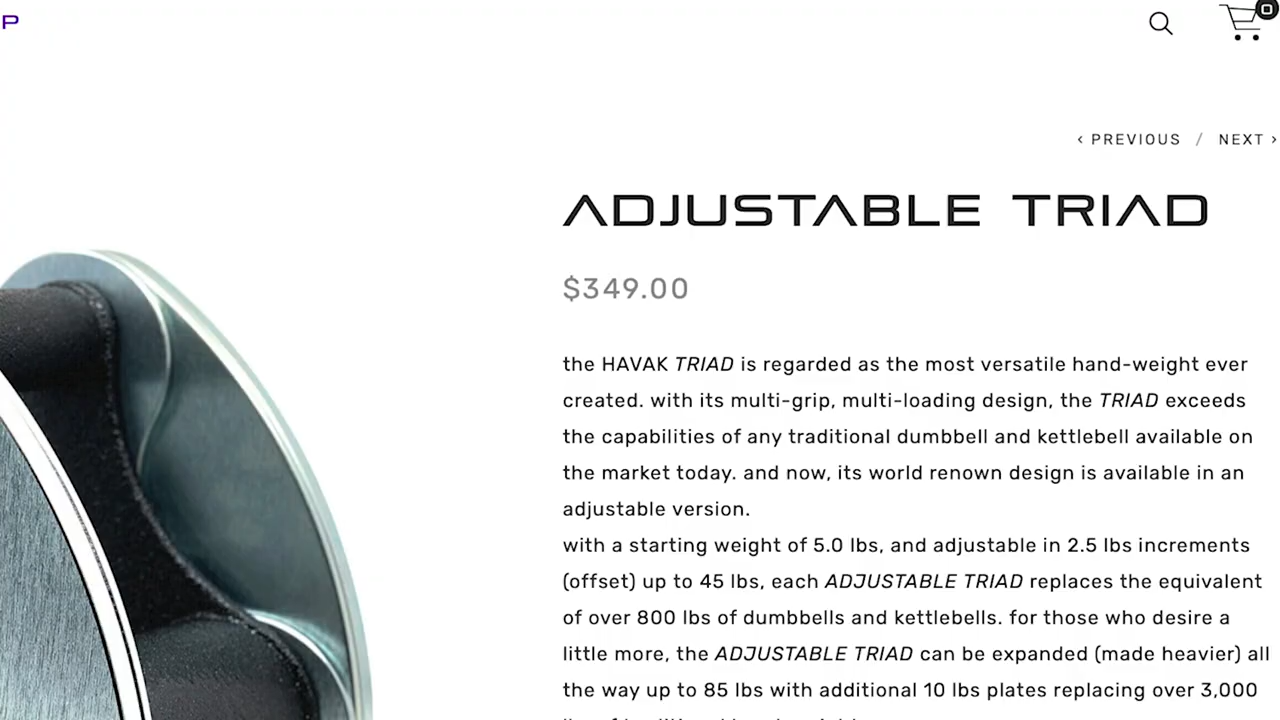 P
0
‹ PREVIOUS / NEXT ›
ADJUSTABLE TRIAD
$349.00
the HAVAK TRIAD is regarded as the most versatile hand-weight ever
created. with its multi-grip, multi-loading design, the TRIAD exceeds
the capabilities of any traditional dumbbell and kettlebell available on
the market today. and now, its world renown design is available in an
adjustable version.
with a starting weight of 5.0 lbs, and adjustable in 2.5 lbs increments
(offset) up to 45 lbs, each ADJUSTABLE TRIAD replaces the equivalent
of over 800 lbs of dumbbells and kettlebells. for those who desire a
little more, the ADJUSTABLE TRIAD can be expanded (made heavier) all
the way up to 85 lbs with additional 10 lbs plates replacing over 3,000